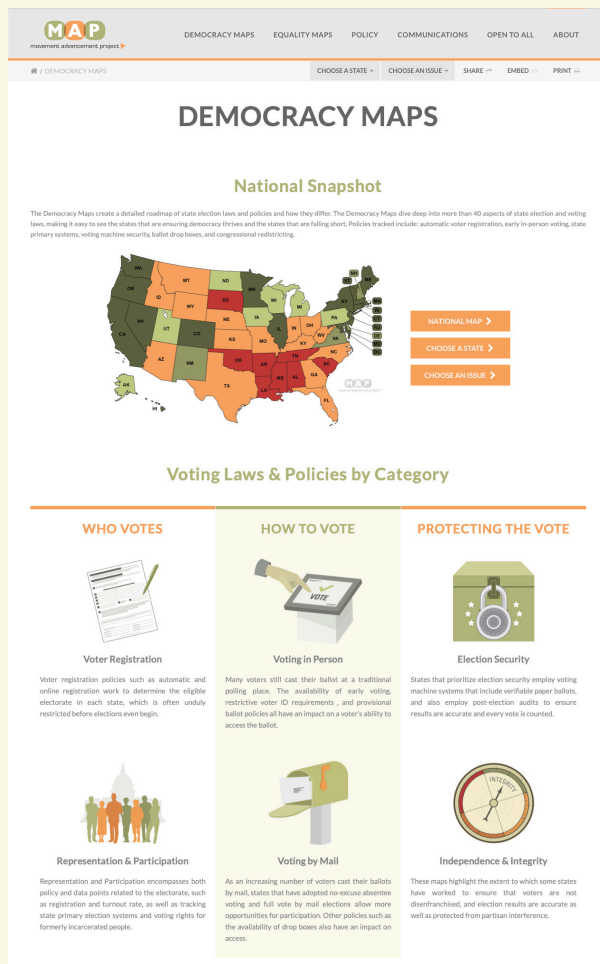 MAP
movement advancement project
DEMOCRACY MAPS EQUALITY MAPS POLICY COMMUNICATIONS OPEN TO ALL ABOUT
/ DEMOCRACY MAPS
CHOOSE A STATE CHOOSE AN ISSUE SHARE EMBED PRINT
DEMOCRACY MAPS
National Snapshot
The Democracy Maps create a detailed roadmap of state election laws and policies and how they differ. The Democracy Maps dive deep into more than 40 aspects of state election and voting
laws, making it easy to see the states that are ensuring democracy thrives and the states that are falling short. Policies tracked include: automatic voter registration, early in-person voting, state
primary systems, voting machine security, ballot drop boxes, and congressional redistricting.
WA
MT
ND
MN
ME
VT
NH
OR
ID
WY
SD
WI
MI
NY
NV
UT
CO
NE
IA
IL
IN
OH
PA
CA
AZ
NM
KS
MO
KY
WV
VA
OK
AR
TN
NC
SC
TX
LA
MS
AL
GA
FL
AK
HI
MA
RI
CT
NJ
DE
MD
DC
MAP
NATIONAL MAP
CHOOSE A STATE
CHOOSE AN ISSUE
Voting Laws & Policies by Category
WHO VOTES
Voter Registration
Voter registration policies such as automatic and
online registration work to determine the eligible
electorate in each state, which is often unduly
restricted before elections even begin.
Representation & Participation
Representation and Participation encompasses both
policy and data points related to the electorate, such
as registration and turnout rate, as well as tracking
state primary election systems and voting rights for
formerly incarcerated people.
HOW TO VOTE
VOTE
Voting in Person
Many voters still cast their ballot at a traditional
polling place. The availability of early voting,
restrictive voter ID requirements , and provisional
ballot policies all have an impact on a voter's ability to
access the ballot.
Voting by Mail
As an increasing number of voters cast their ballots
by mail, states that have adopted no-excuse absentee
voting and full vote by mail elections allow more
opportunities for participation. Other policies such as
the availability of drop boxes also have an impact on
access.
PROTECTING THE VOTE
Election Security
States that prioritize election security employ voting
machine systems that include verifiable paper ballots,
and also employ post-election audits to ensure
results are accurate and every vote is counted.
INTEGRITY
Independence & Integrity
These maps highlight the extent to which some states
have worked to ensure that voters are not
disenfranchised, and election results are accurate as
well as protected from partisan interference.